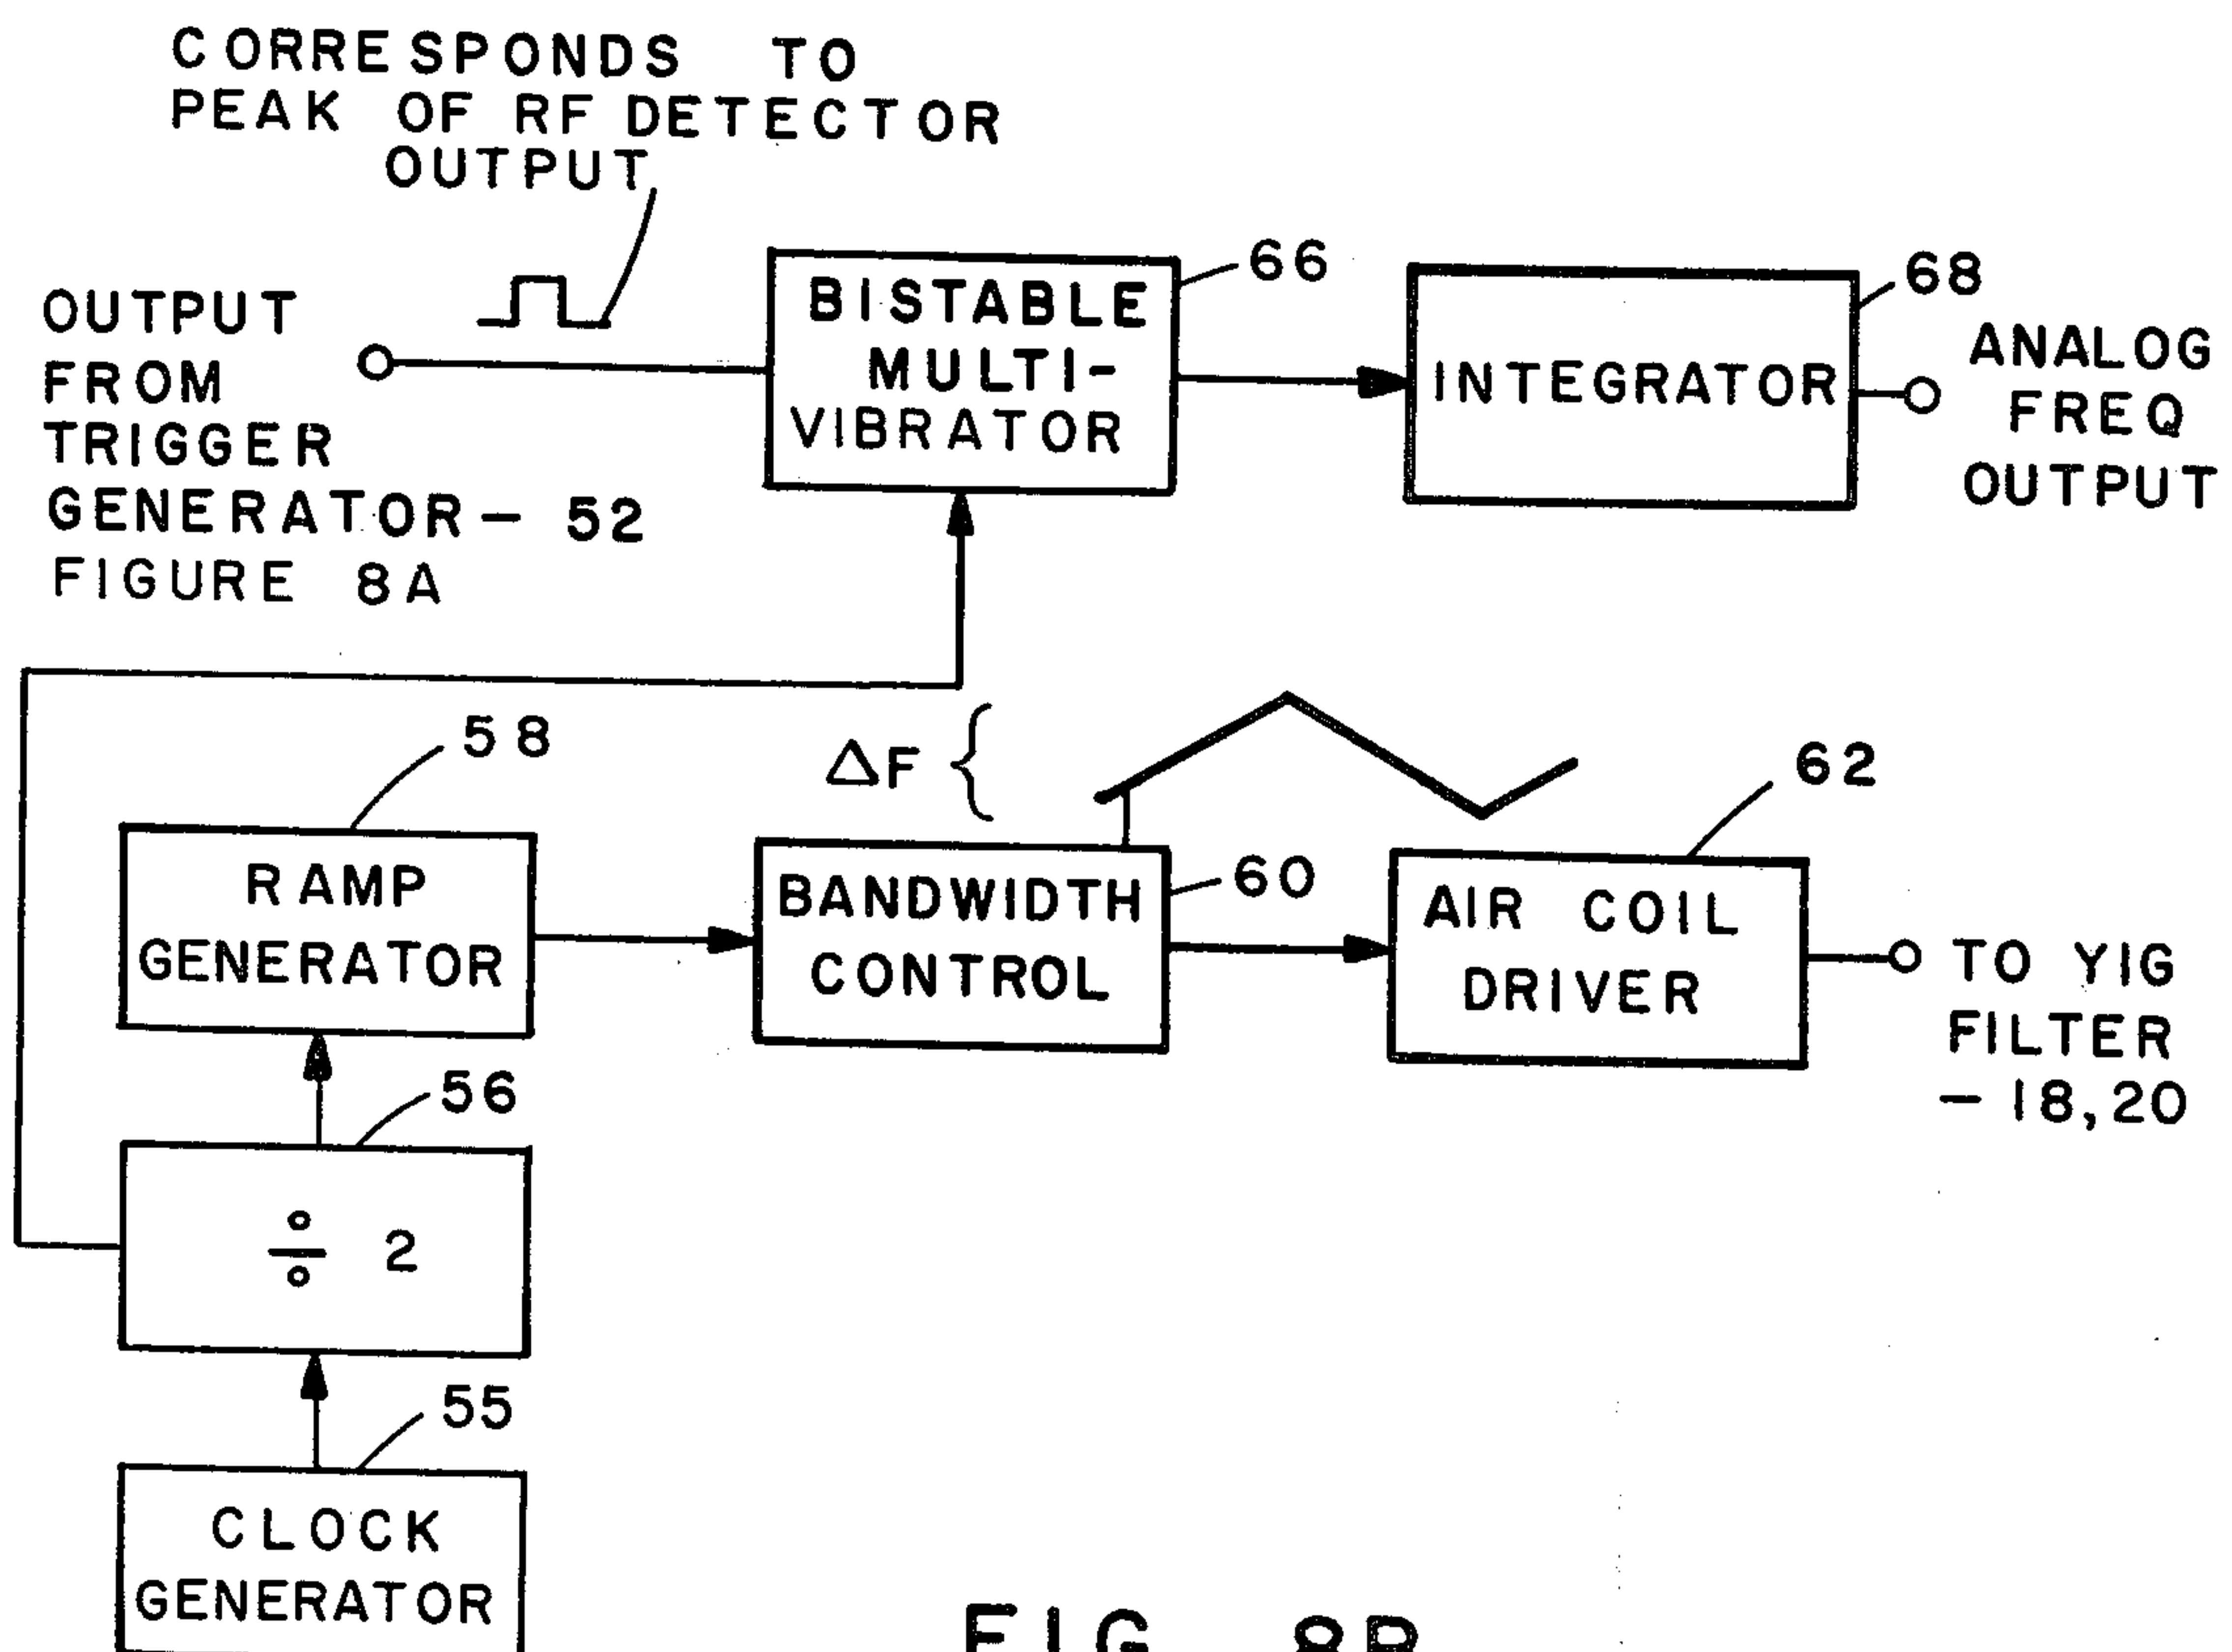 CORRESPONDS TO
PEAK OF RF DETECTOR
OUTPUT
OUTPUT
FROM
TRIGGER
GENERATOR— 52
FIGURE 8A
BISTABLE
MULTI-
VIBRATOR
66
INTEGRATOR
68
ANALOG
FREQ
OUTPUT
58
ΔF
62
RAMP
GENERATOR
BANDWIDTH
CONTROL
60
AIR COIL
DRIVER
TO YIG
FILTER
— 18,20
56
÷ 2
55
CLOCK
GENERATOR
FIG 8B